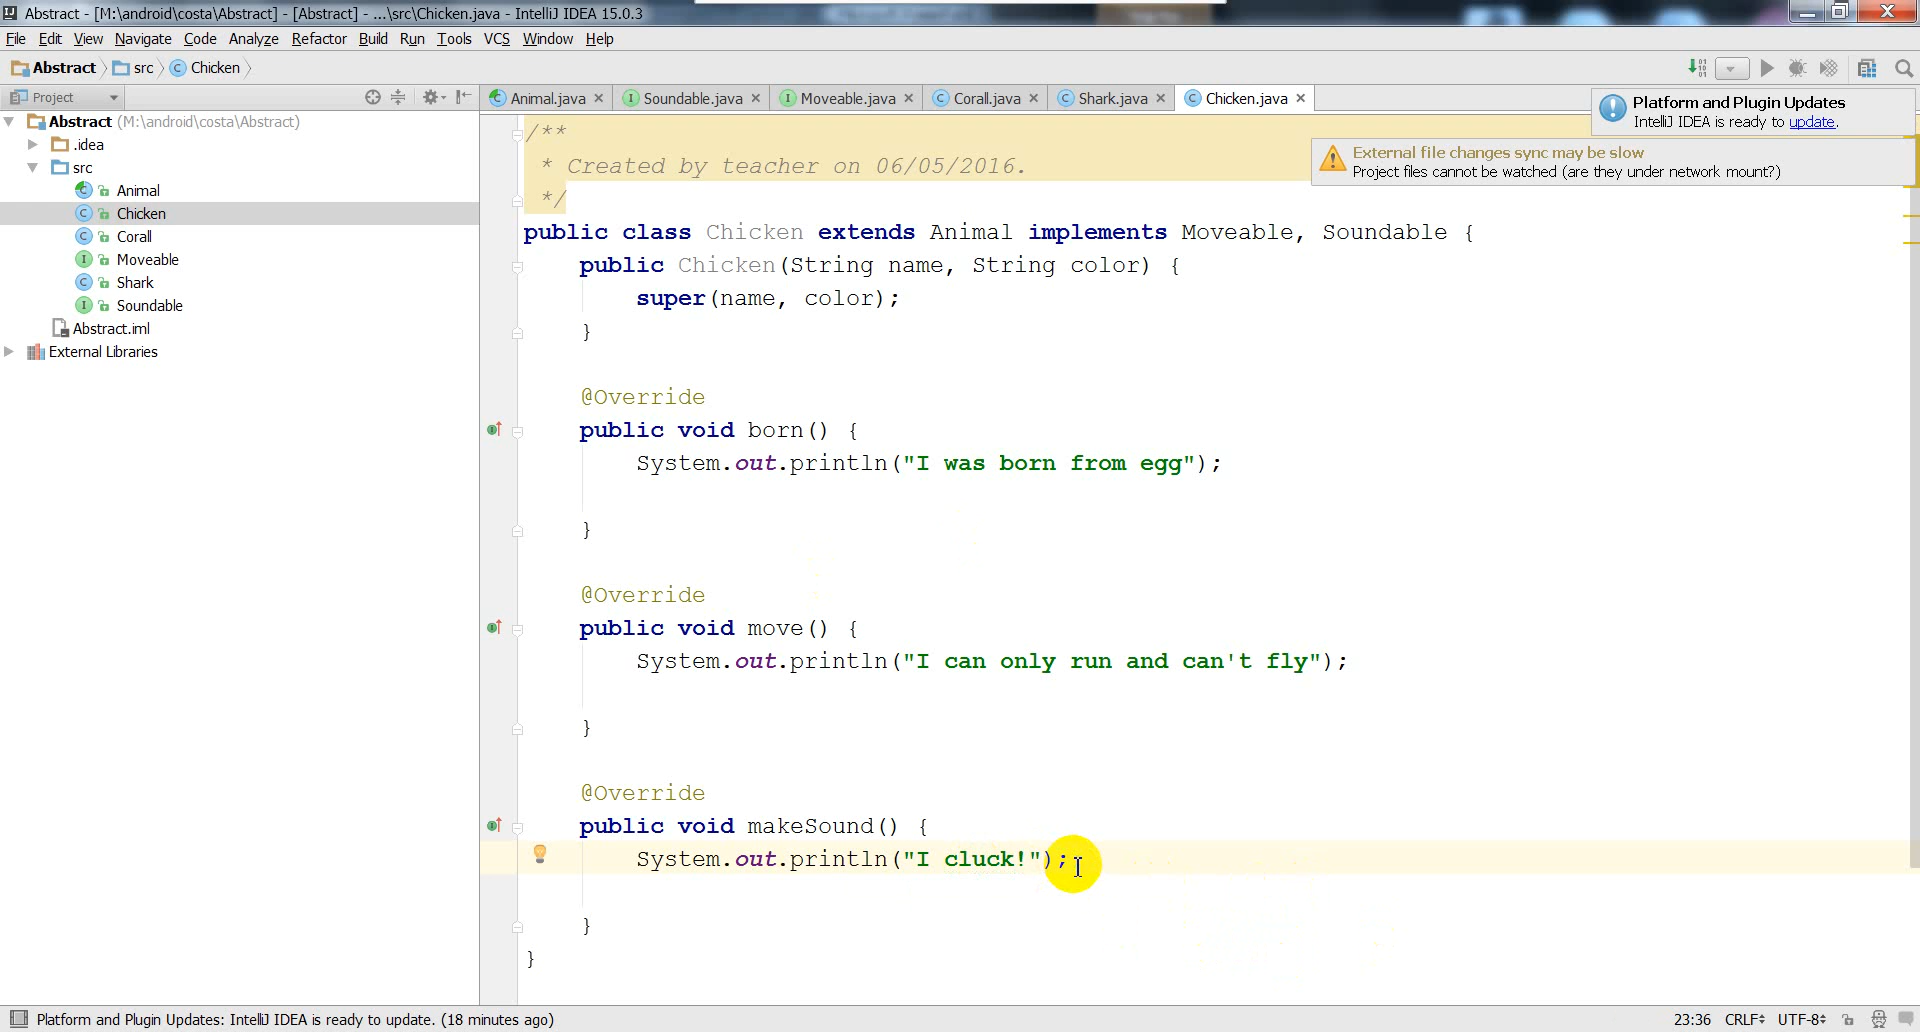 Abstract - [M:\android\costa\Abstract] - [Abstract] - ...\src\Chicken.java - IntelliJ IDEA 15.0.3
File Edit View Navigate Code Analyze Refactor Build Run Tools VCS Window Help
Abstract src Chicken
Project
Animal.java Soundable.java Moveable.java Corall.java Shark.java Chicken.java
Platform and Plugin Updates
IntelliJ IDEA is ready to update.
External file changes sync may be slow
Project files cannot be watched (are they under network mount?)
Abstract (M:\android\costa\Abstract)
.idea
src
Animal
Chicken
Corall
Moveable
Shark
Soundable
Abstract.iml
External Libraries
/**
* Created by teacher on 06/05/2016.
*/
public class Chicken extends Animal implements Moveable, Soundable {
public Chicken(String name, String color) {
super(name, color);
}
@Override
public void born() {
System.out.println("I was born from egg");
}
@Override
public void move() {
System.out.println("I can only run and can't fly");
}
@Override
public void makeSound() {
System.out.println("I cluck!");
}
}
Platform and Plugin Updates: IntelliJ IDEA is ready to update. (18 minutes ago)
23:36 CRLF UTF-8